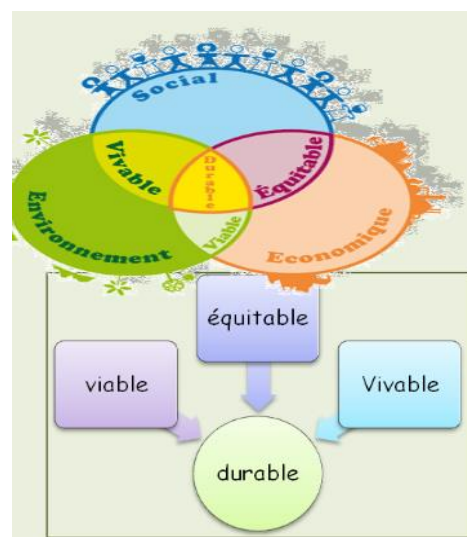 Social
Vivable
Durable
Équitable
Environnement
Viable
Economique
équitable
viable
Vivable
durable